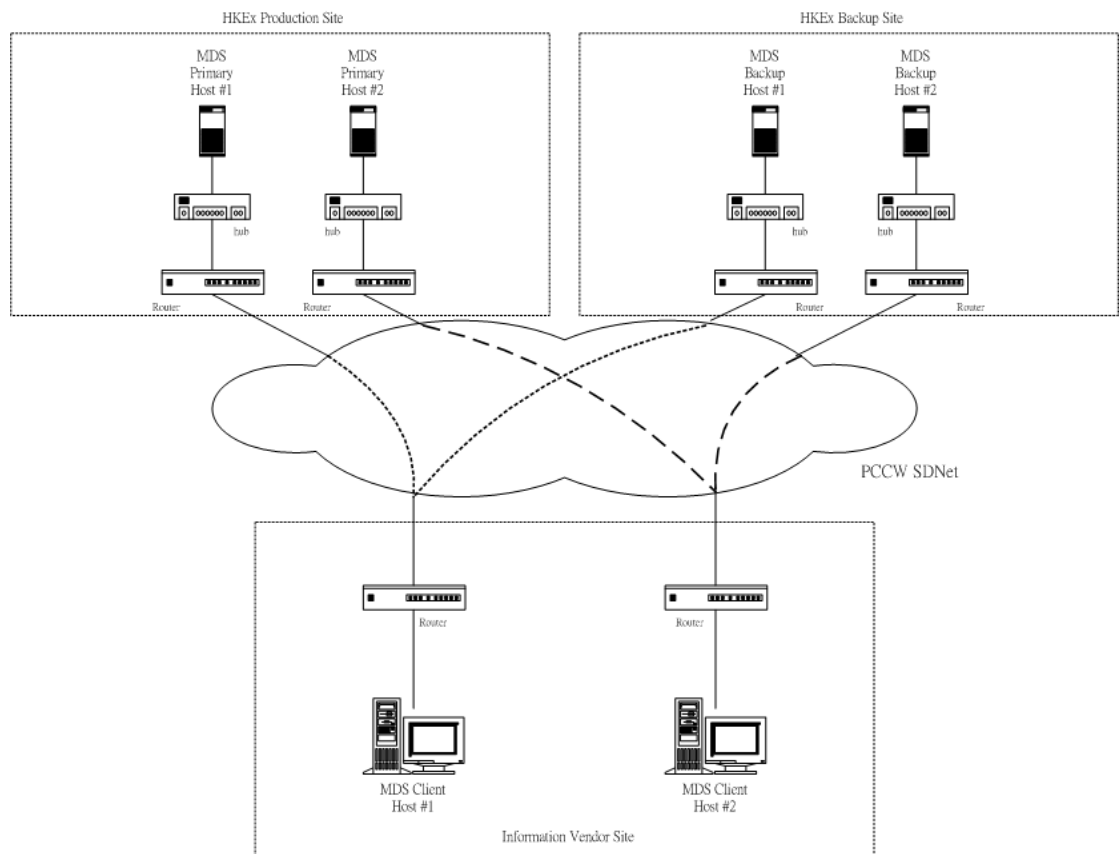 HKEx Production Site
HKEx Backup Site
MDS
Primary
Host #1
MDS
Primary
Host #2
MDS
Backup
Host #1
MDS
Backup
Host #2
hub
hub
hub
hub
Router
Router
Router
Router
PCCW SDNet
Router
Router
MDS Client
Host #1
MDS Client
Host #2
Information Vendor Site